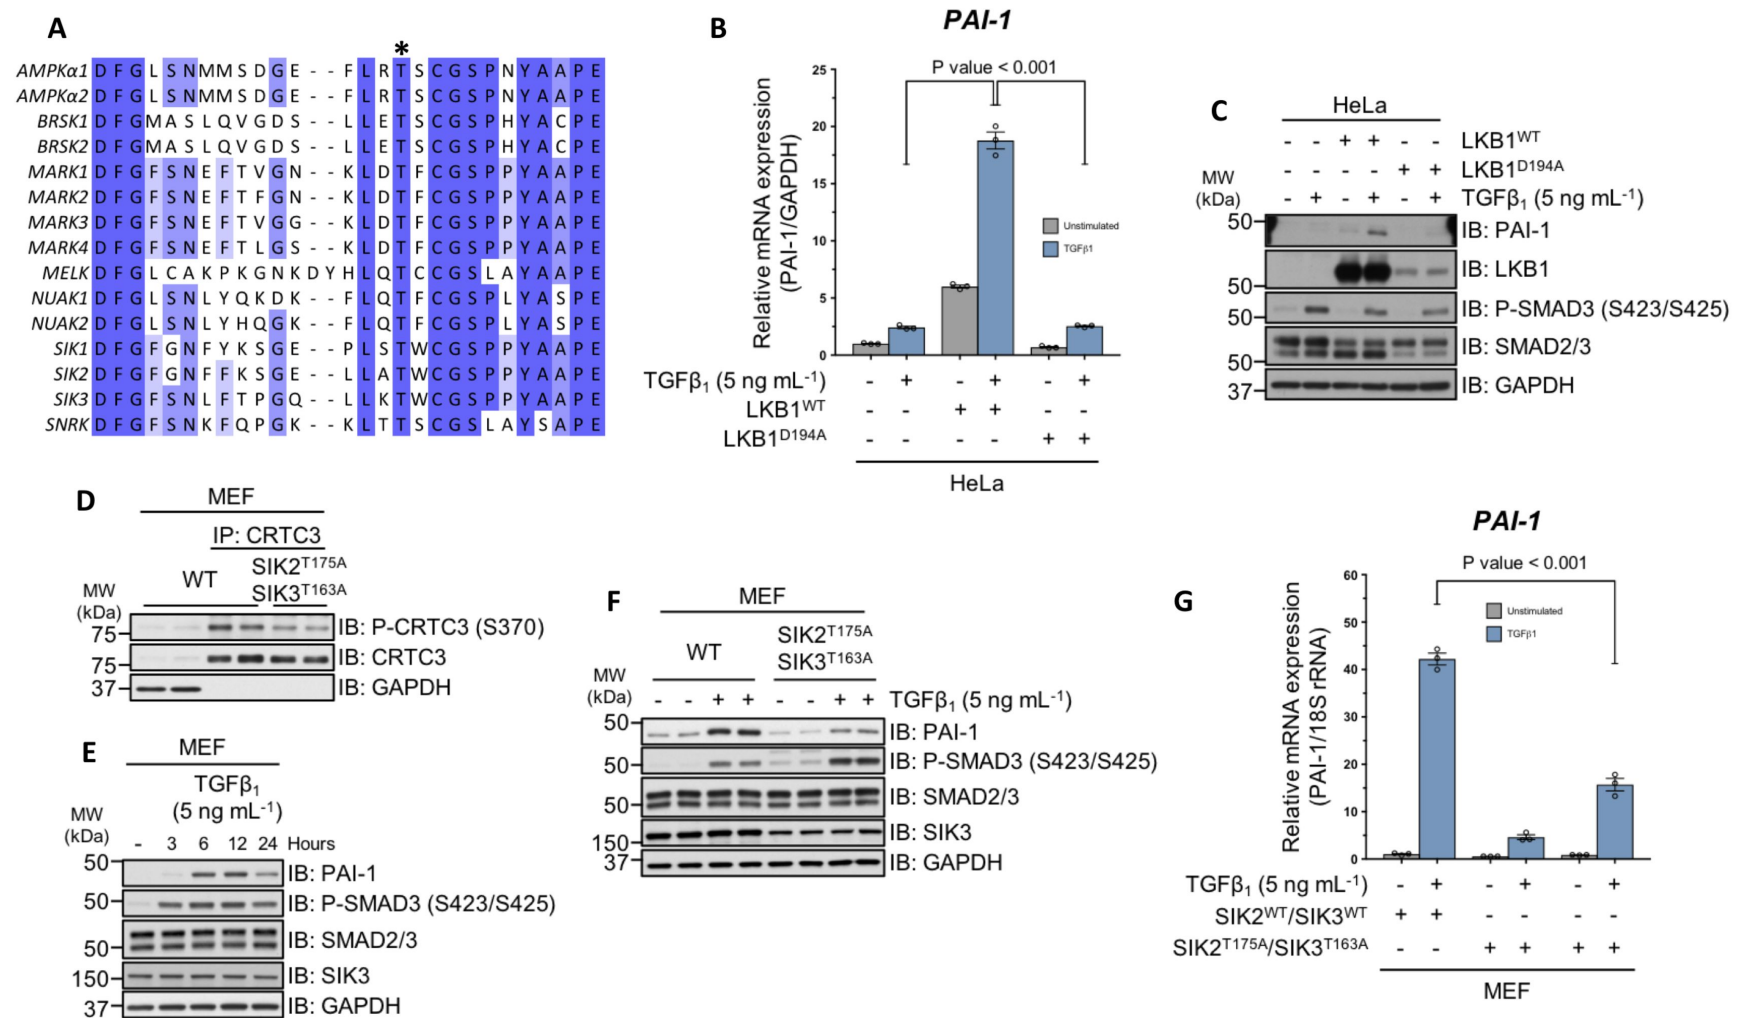 A
*
AMPKα1 D F G L S N M M S D G E - - F L R T S C G S P N Y A A P E
AMPKα2 D F G L S N M M S D G E - - F L R T S C G S P N Y A A P E
BRSK1 D F G M A S L Q V G D S - - L L E T S C G S P H Y A C P E
BRSK2 D F G M A S L Q V G D S - - L L E T S C G S P H Y A C P E
MARK1 D F G F S N E F T V G N - - K L D T F C G S P P Y A A P E
MARK2 D F G F S N E F T F G N - - K L D T F C G S P P Y A A P E
MARK3 D F G F S N E F T V G G - - K L D T F C G S P P Y A A P E
MARK4 D F G F S N E F T L G S - - K L D T F C G S P P Y A A P E
MELK D F G L C A K P K G N K D Y H L Q T C C G S L A Y A A P E
NUAK1 D F G L S N L Y Q K D K - - F L Q T F C G S P L Y A S P E
NUAK2 D F G L S N L Y H Q G K - - F L Q T F C G S P L Y A S P E
SIK1 D F G F G N F Y K S G E - - P L S T W C G S P P Y A A P E
SIK2 D F G F G N F F K S G E - - L L A T W C G S P P Y A A P E
SIK3 D F G F S N L F T P G Q - - L L K T W C G S P P Y A A P E
SNRK D F G F S N K F Q P G K - - K L T T S C G S L A Y S A P E
B
PAI-1
P value < 0.001
Relative mRNA expression
(PAI-1/GAPDH)
25
20
15
10
5
0
Unstimulated
TGFβ1
TGFβ1 (5 ng mL-1) - + - + - +
LKB1WT - - + + - -
LKB1D194A - - - - + +
HeLa
C
HeLa
- - + + - - LKB1WT
- - - - + + LKB1D194A
MW
(kDa)
- + - + - + TGFβ1 (5 ng mL-1)
50 IB: PAI-1
50 IB: LKB1
50 IB: P-SMAD3 (S423/S425)
50 IB: SMAD2/3
37 IB: GAPDH
D
MEF
IP: CRTC3
WT
SIK2T175A
SIK3T163A
MW
(kDa)
75 IB: P-CRTC3 (S370)
75 IB: CRTC3
37 IB: GAPDH
E
MEF
TGFβ1
(5 ng mL-1)
MW
(kDa)
- 3 6 12 24 Hours
50 IB: PAI-1
50 IB: P-SMAD3 (S423/S425)
50 IB: SMAD2/3
150 IB: SIK3
37 IB: GAPDH
F
MEF
WT
SIK2T175A
SIK3T163A
MW
(kDa)
- - + + - - + + TGFβ1 (5 ng mL-1)
50 IB: PAI-1
50 IB: P-SMAD3 (S423/S425)
50 IB: SMAD2/3
150 IB: SIK3
37 IB: GAPDH
G
PAI-1
P value < 0.001
Relative mRNA expression
(PAI-1/18S rRNA)
60
50
40
30
20
10
0
Unstimulated
TGFβ1
TGFβ1 (5 ng mL-1) - + - + - +
SIK2WT/SIK3WT + + - - - -
SIK2T175A/SIK3T163A - - + + + +
MEF